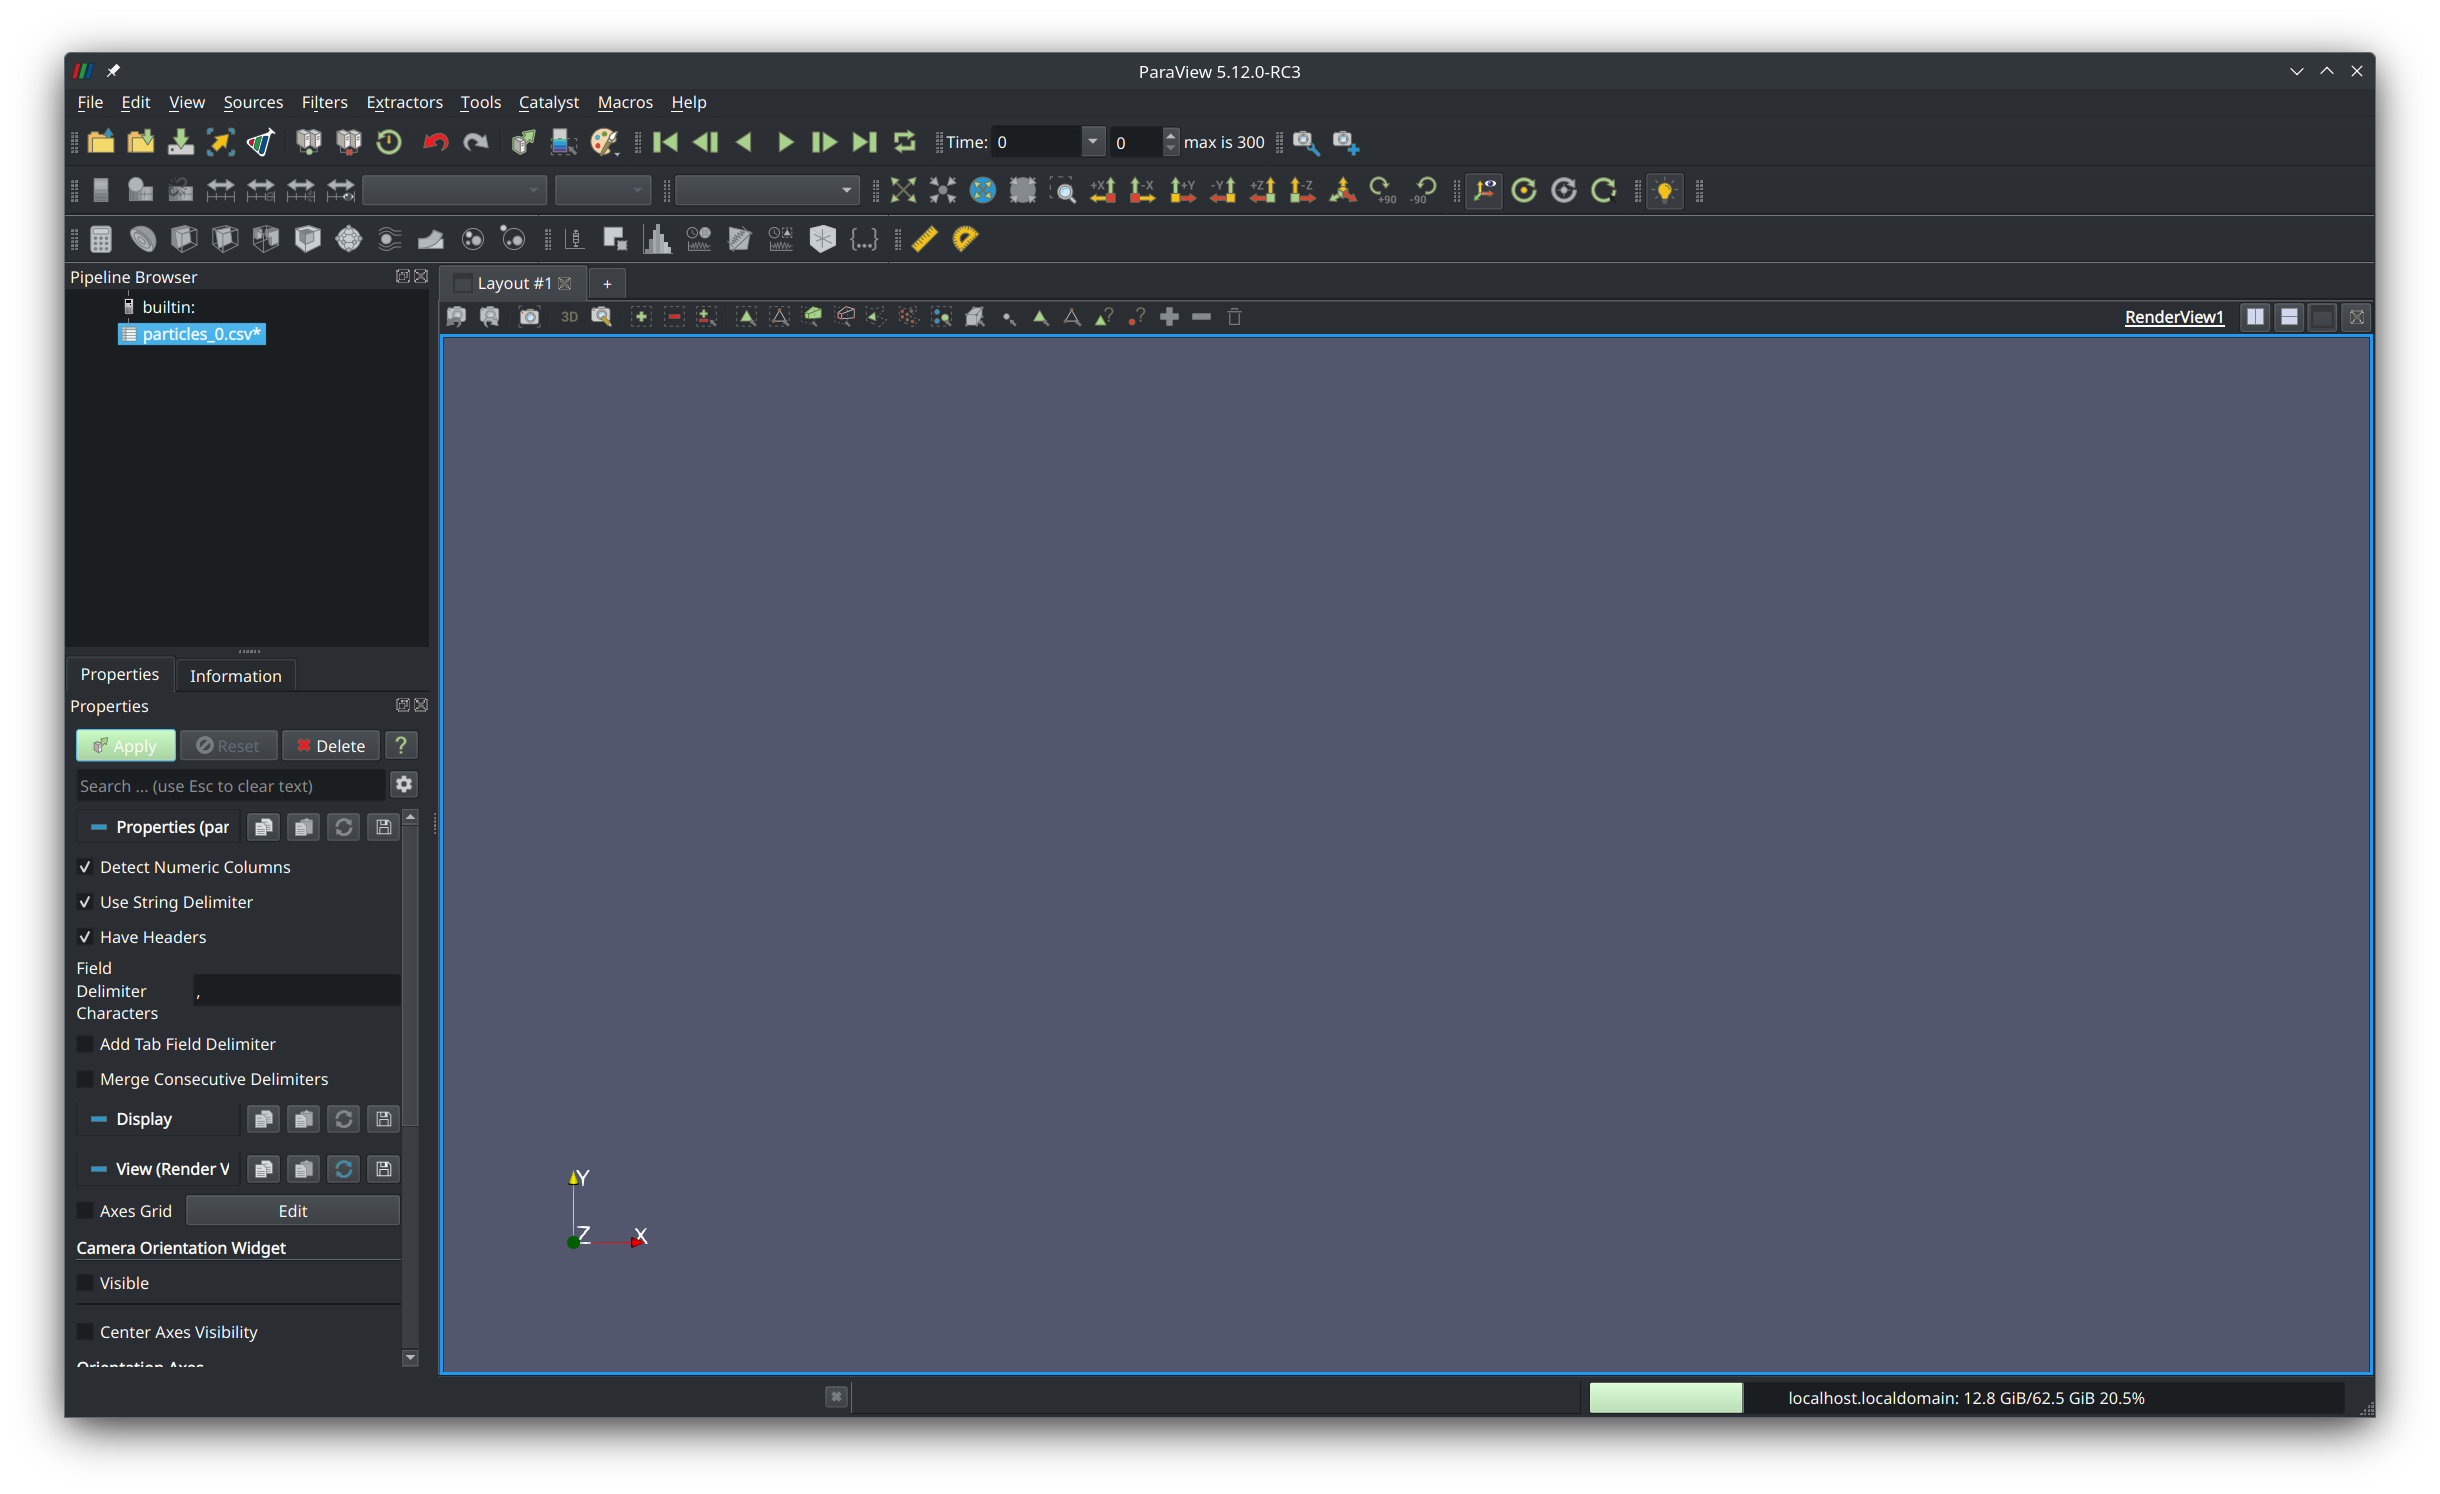 ParaView 5.12.0-RC3
File Edit View Sources Filters Extractors Tools Catalyst Macros Help
Time: 0 0 max is 300
+X -X +Y -Y +Z -Z +90 -90
{...}
Pipeline Browser
Layout #1 +
builtin:
3D RenderView1
particles_0.csv*
Properties Information
Properties
Apply Reset Delete ?
Search ... (use Esc to clear text)
Properties (par
Detect Numeric Columns
Use String Delimiter
Have Headers
Field
Delimiter ,
Characters
Add Tab Field Delimiter
Merge Consecutive Delimiters
Display
View (Render V
Y
Axes Grid Edit
Z X
Camera Orientation Widget
Visible
Center Axes Visibility
Orientation Axes
localhost.localdomain: 12.8 GiB/62.5 GiB 20.5%